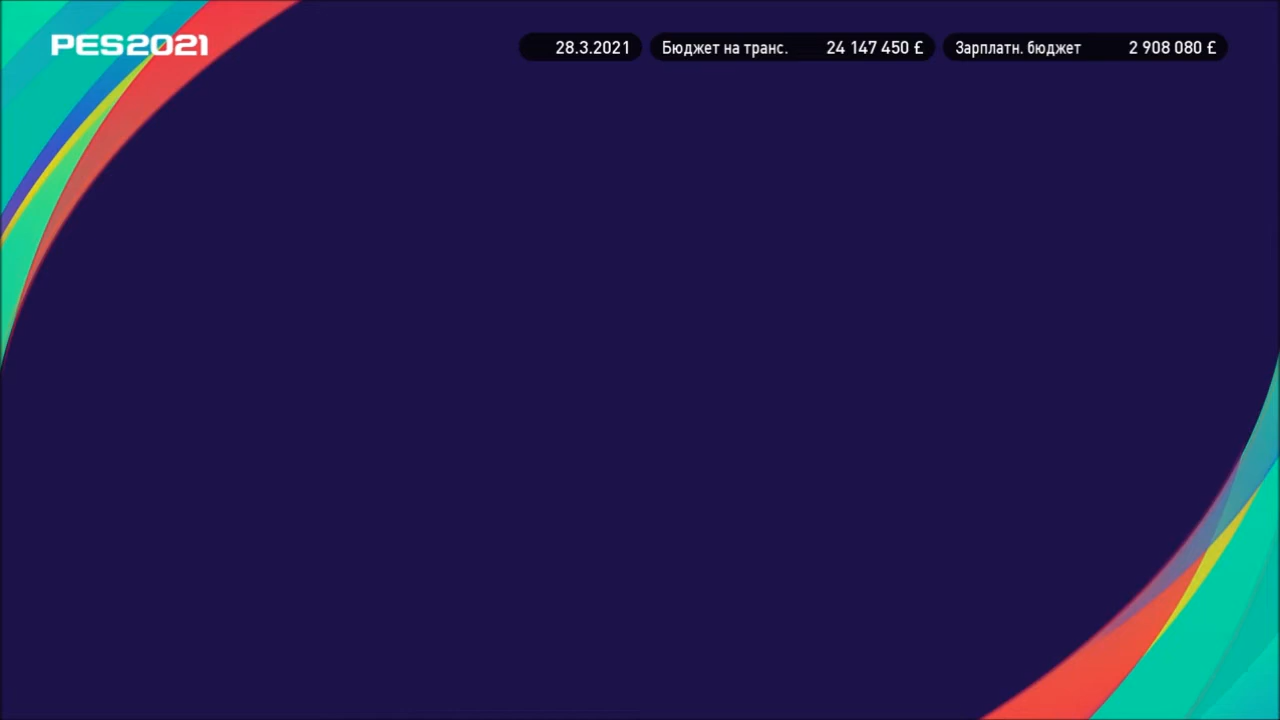 PES2021
28.3.2021 Бюджет на транс. 24 147 450 £ Зарплатн. бюджет 2 908 080 £